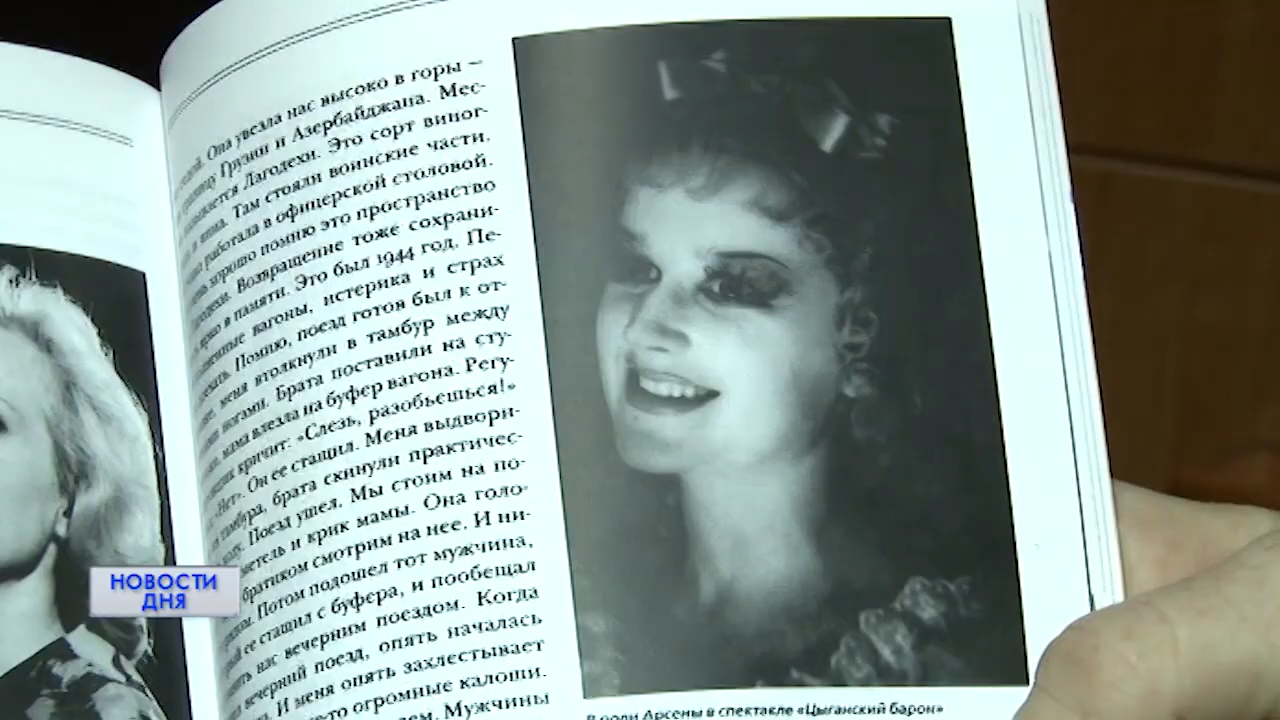 Она увезла нас высоко в горы –
Грузии и Азербайджана. Мес-
Лагодехи. Это сорт виног-
и вина. Там стояли воинские части.
работала в офицерской столовой.
хорошо помню это пространство
Возвращение тоже сохрани-
в памяти. Это был 1944 год. Пе-
вагоны, истерика и страх
Помню, поезд готов был к от-
меня втолкнули в тамбур между
ногами. Брата поставили на сту-
мама влезла на буфер вагона. Регу-
кричит: «Слезь, разобьешься!»
«Нет». Он ее стащил. Меня выдвори-
тамбура, брата скинули практичес-
Поезд ушел. Мы стоим на по-
и крик мамы. Она голо-
братиком смотрим на нее. И ни-
Потом подошел тот мужчина,
ее стащил с буфера, и пообещал
нас вечерним поездом. Когда
вечерний поезд, опять началась
И меня опять захлестывает
огромные калоши.
Мужчины
В роли Арсены в спектакле «Цыганский барон»
НОВОСТИ
ДНЯ